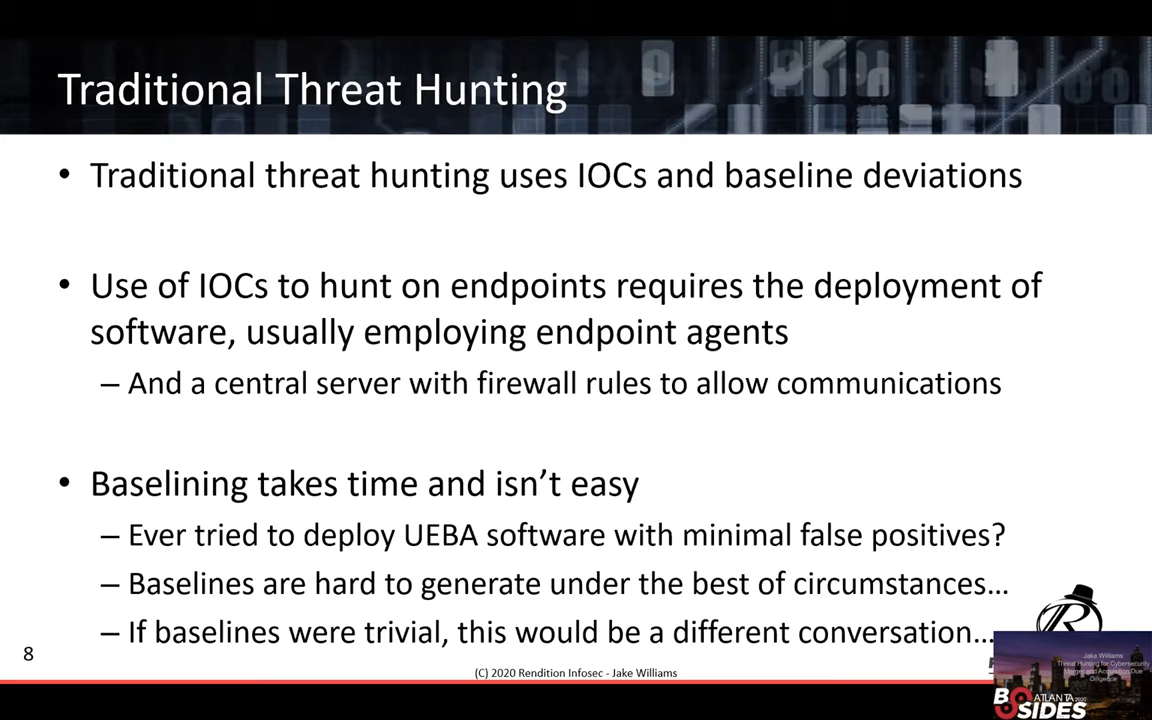 Traditional Threat Hunting
• Traditional threat hunting uses IOCs and baseline deviations
• Use of IOCs to hunt on endpoints requires the deployment of
software, usually employing endpoint agents
– And a central server with firewall rules to allow communications
• Baselining takes time and isn’t easy
– Ever tried to deploy UEBA software with minimal false positives?
– Baselines are hard to generate under the best of circumstances…
– If baselines were trivial, this would be a different conversation…
8
(C) 2020 Rendition Infosec - Jake Williams
R
Jake Williams
Threat Hunting for Cybersecurity
Merger and Acquisition Due
Diligence
BSIDES
ATLANTA 2020